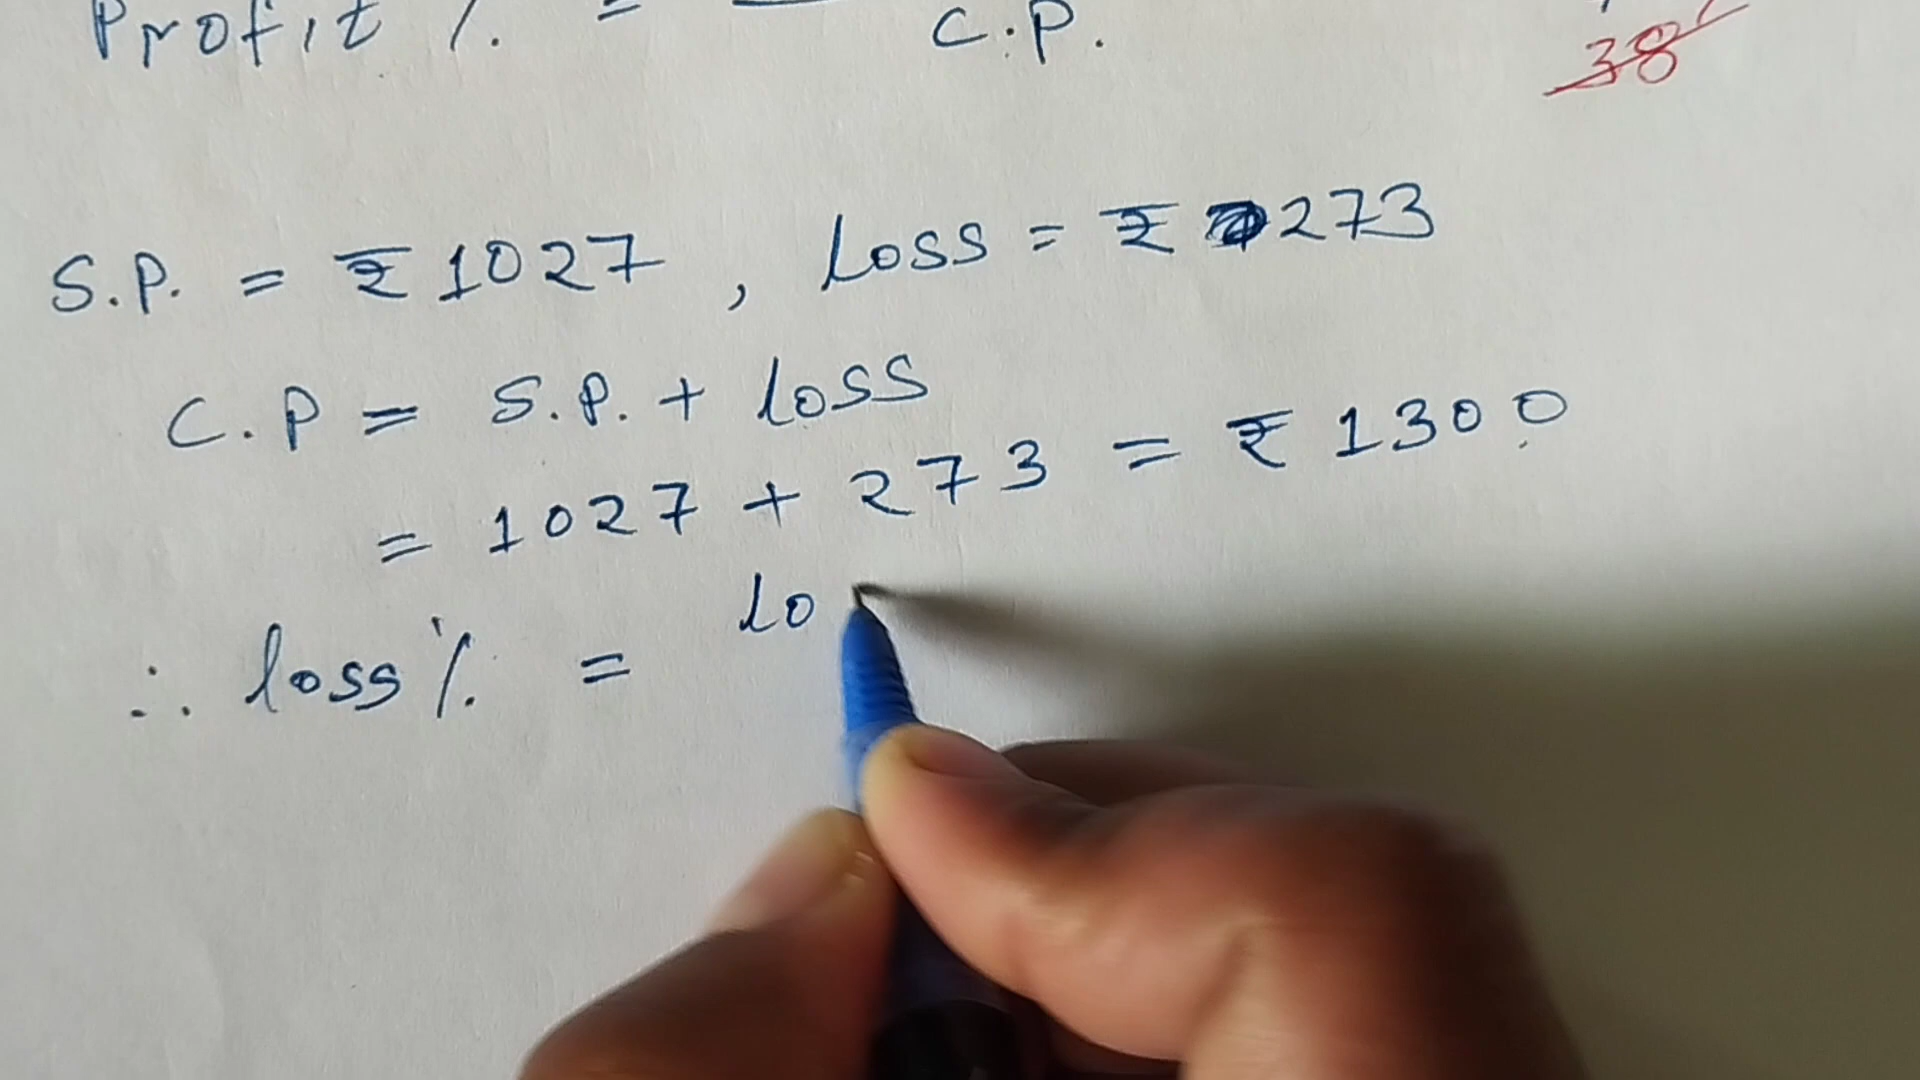 Profit % =
C.P.
38
S.P. = ₹ 1027 , Loss = ₹ 273
C.P = S.P. + loss
= 1027 + 273 = ₹ 1300
∴ loss % = lo